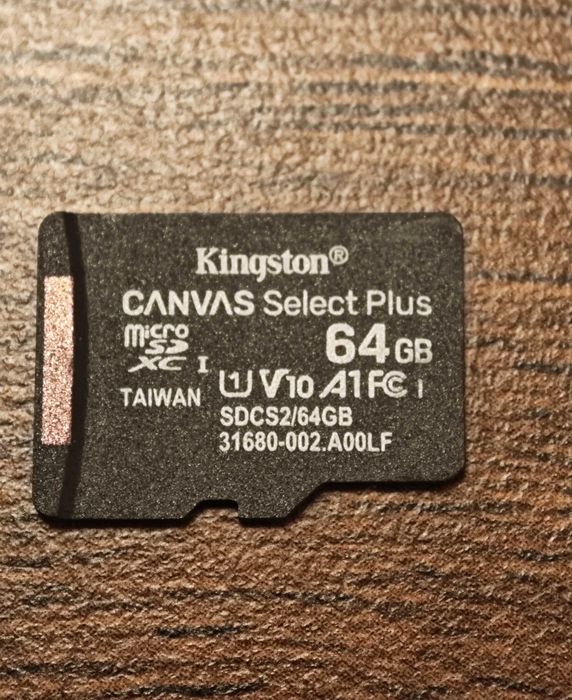 Kingston®
CANVAS Select Plus
micro SD XC I
64 GB
TAIWAN
U1 V10 A1 FC I
SDCS2/64GB
31680-002.A00LF